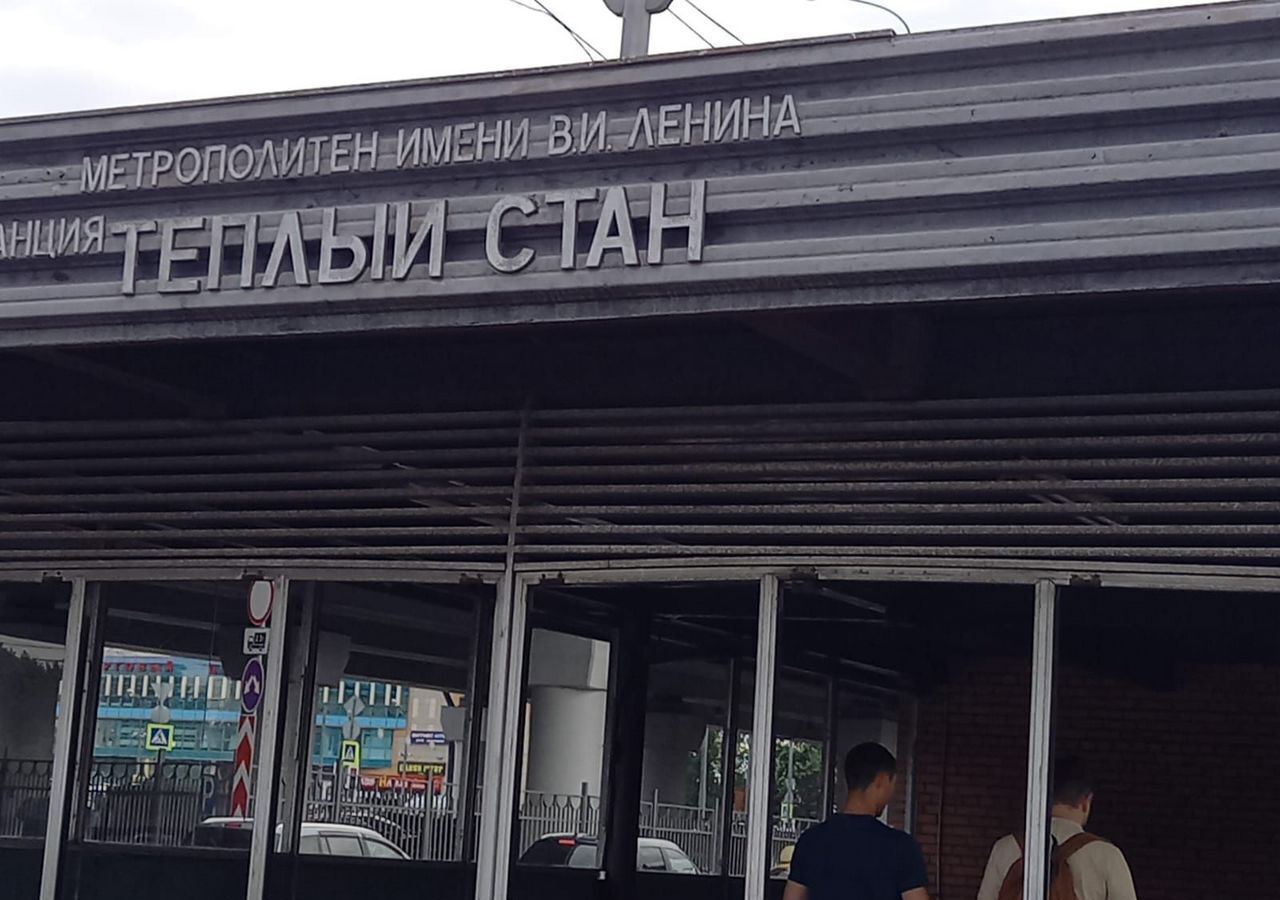 МЕТРОПОЛИТЕН ИМЕНИ В.И. ЛЕНИНА
АНЦИЯ ТЕПЛЫЙ СТАН